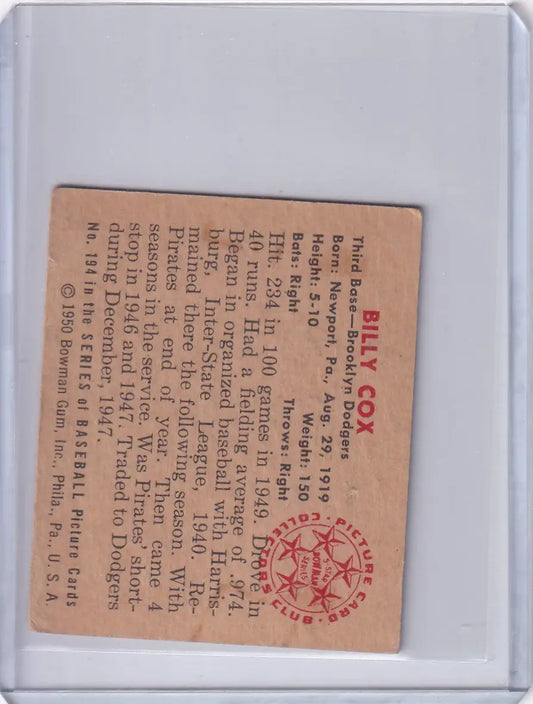 BILLY COX
Third Base—Brooklyn Dodgers
Born: Newport, Pa., Aug. 29, 1919
Height: 5-10 Weight: 150
Bats: Right Throws: Right
Hit .234 in 100 games in 1949. Drove in
40 runs. Had a fielding average of .974.
Began in organized baseball with Harris-
burg, Inter-State League, 1940. Re-
mained there the following season. With
Pirates at end of year. Then came 4
seasons in the service. Was Pirates' short-
stop in 1946 and 1947. Traded to Dodgers
during December, 1947.
No. 194 in the SERIES of BASEBALL Picture Cards
© 1950 Bowman Gum, Inc., Phila., Pa., U. S. A.
PICTURE CARD
COLLECTORS CLUB
5-STAR
BOWMAN
SERIES